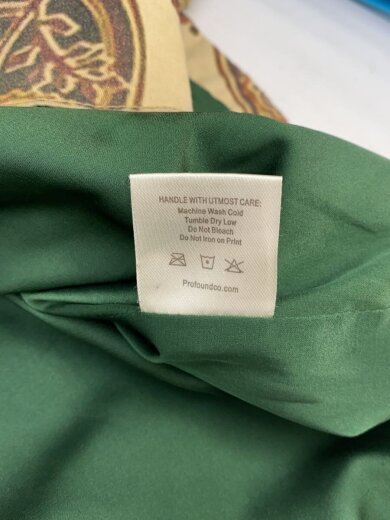 HANDLE WITH UTMOST CARE:
Machine Wash Cold
Tumble Dry Low
Do Not Bleach
Do Not Iron on Print
Profoundco.com